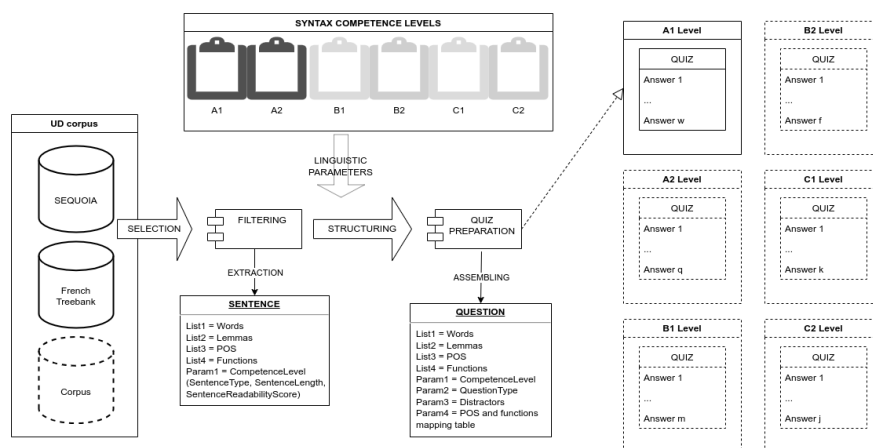 SYNTAX COMPETENCE LEVELS
A1
A2
B1
B2
C1
C2
UD corpus
SEQUOIA
French
Treebank
Corpus
SELECTION
FILTERING
LINGUISTIC
PARAMETERS
STRUCTURING
QUIZ
PREPARATION
EXTRACTION
ASSEMBLING
SENTENCE
List1 = Words
List2 = Lemmas
List3 = POS
List4 = Functions
Param1 = CompetenceLevel
(SentenceType, SentenceLength,
SentenceReadabilityScore)
QUESTION
List1 = Words
List2 = Lemmas
List3 = POS
List4 = Functions
Param1 = CompetenceLevel
Param2 = QuestionType
Param3 = Distractors
Param4 = POS and functions
mapping table
A1 Level
QUIZ
Answer 1
...
Answer w
B2 Level
QUIZ
Answer 1
...
Answer f
A2 Level
QUIZ
Answer 1
...
Answer q
C1 Level
QUIZ
Answer 1
...
Answer k
B1 Level
QUIZ
Answer 1
...
Answer m
C2 Level
QUIZ
Answer 1
...
Answer j